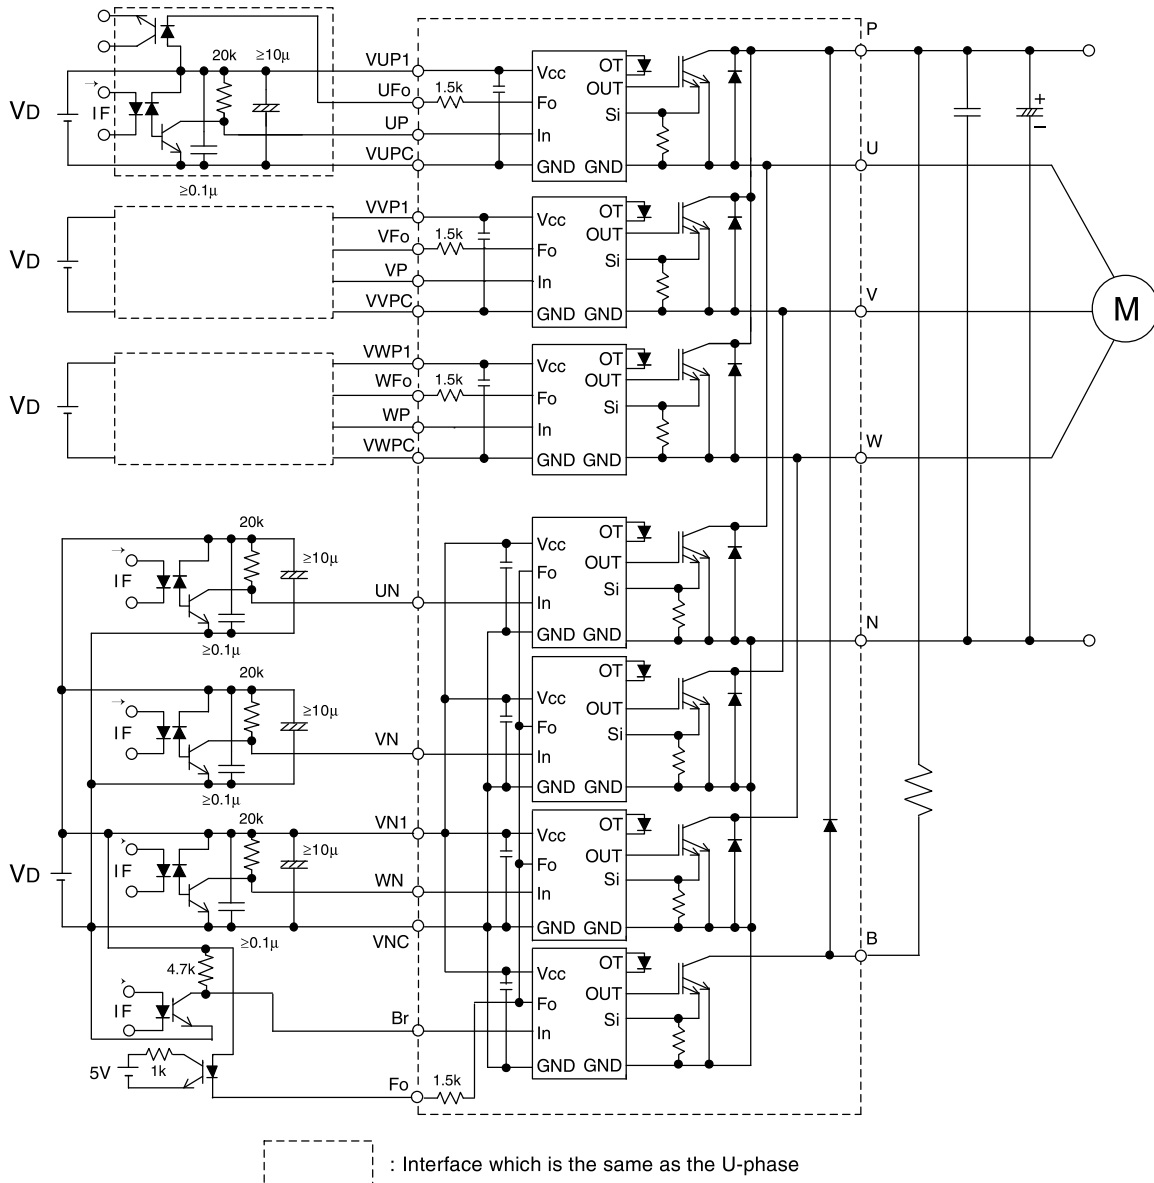 P
20k
≥10μ
VUP1
VD
IF
UFo
1.5k
UP
VUPC
≥0.1μ
Vcc
OT
Fo
OUT
Si
In
GND GND
U
+
−
VD
VVP1
VFo
1.5k
VP
VVPC
Vcc
OT
Fo
OUT
Si
In
GND GND
V
M
VD
VWP1
WFo
1.5k
WP
VWPC
Vcc
OT
Fo
OUT
Si
In
GND GND
W
20k
≥10μ
IF
UN
≥0.1μ
Vcc
OT
Fo
OUT
Si
In
GND GND
N
20k
≥10μ
IF
VN
≥0.1μ
Vcc
OT
Fo
OUT
Si
In
GND GND
20k
≥10μ
VD
IF
VN1
WN
VNC
≥0.1μ
Vcc
OT
Fo
OUT
Si
In
GND GND
B
4.7k
IF
Br
5V
1k
Fo
1.5k
Vcc
OT
Fo
OUT
Si
In
GND GND
: Interface which is the same as the U-phase